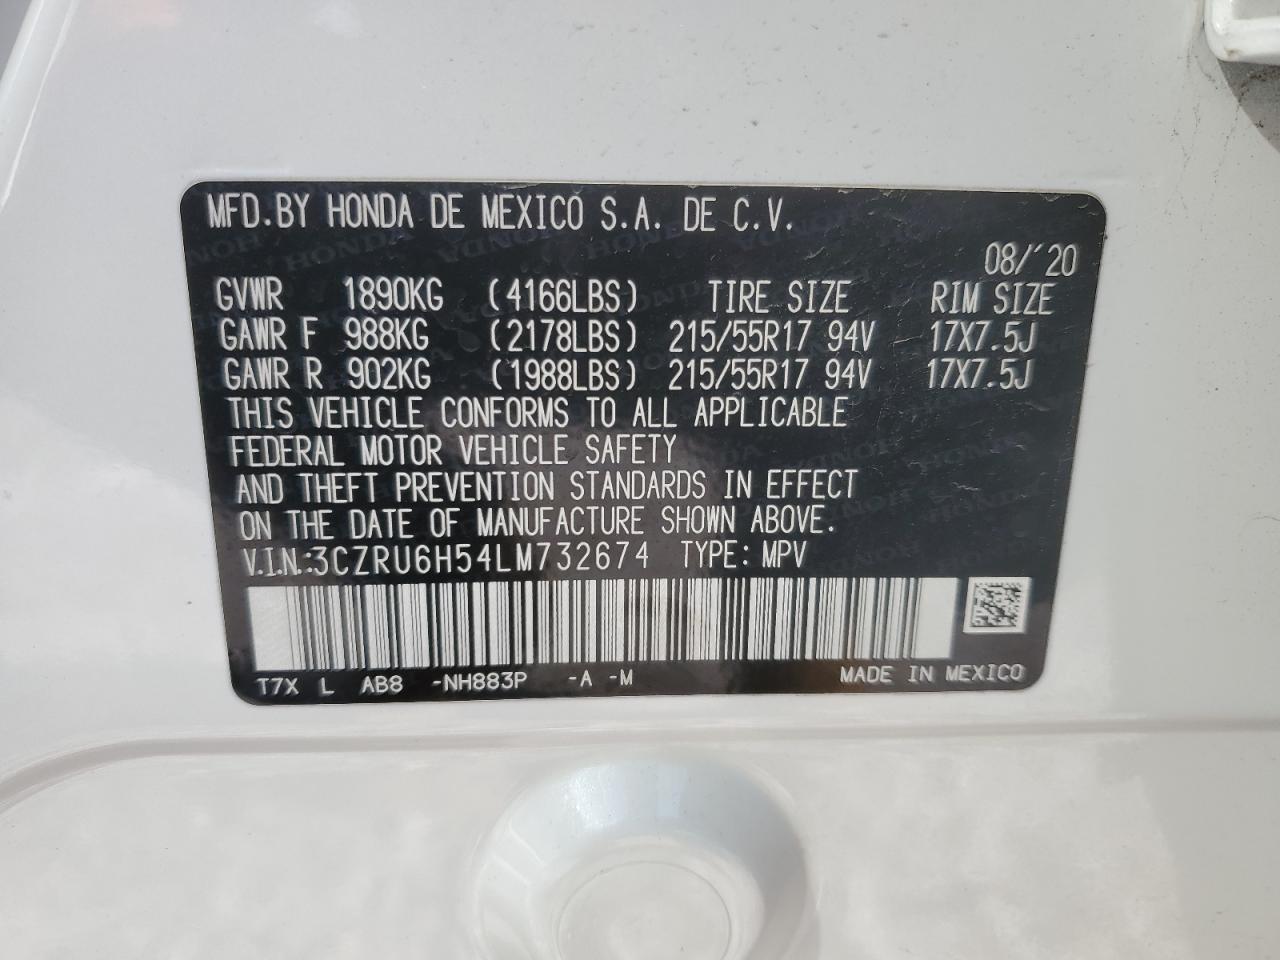 MFD.BY HONDA DE MEXICO S.A. DE C.V.
08/'20
GVWR 1890KG (4166LBS) TIRE SIZE RIM SIZE
GAWR F 988KG (2178LBS) 215/55R17 94V 17X7.5J
GAWR R 902KG (1988LBS) 215/55R17 94V 17X7.5J
THIS VEHICLE CONFORMS TO ALL APPLICABLE
FEDERAL MOTOR VEHICLE SAFETY
AND THEFT PREVENTION STANDARDS IN EFFECT
ON THE DATE OF MANUFACTURE SHOWN ABOVE.
V.I.N.:3CZRU6H54LM732674 TYPE: MPV
T7X L AB8 -NH883P -A -M MADE IN MEXICO